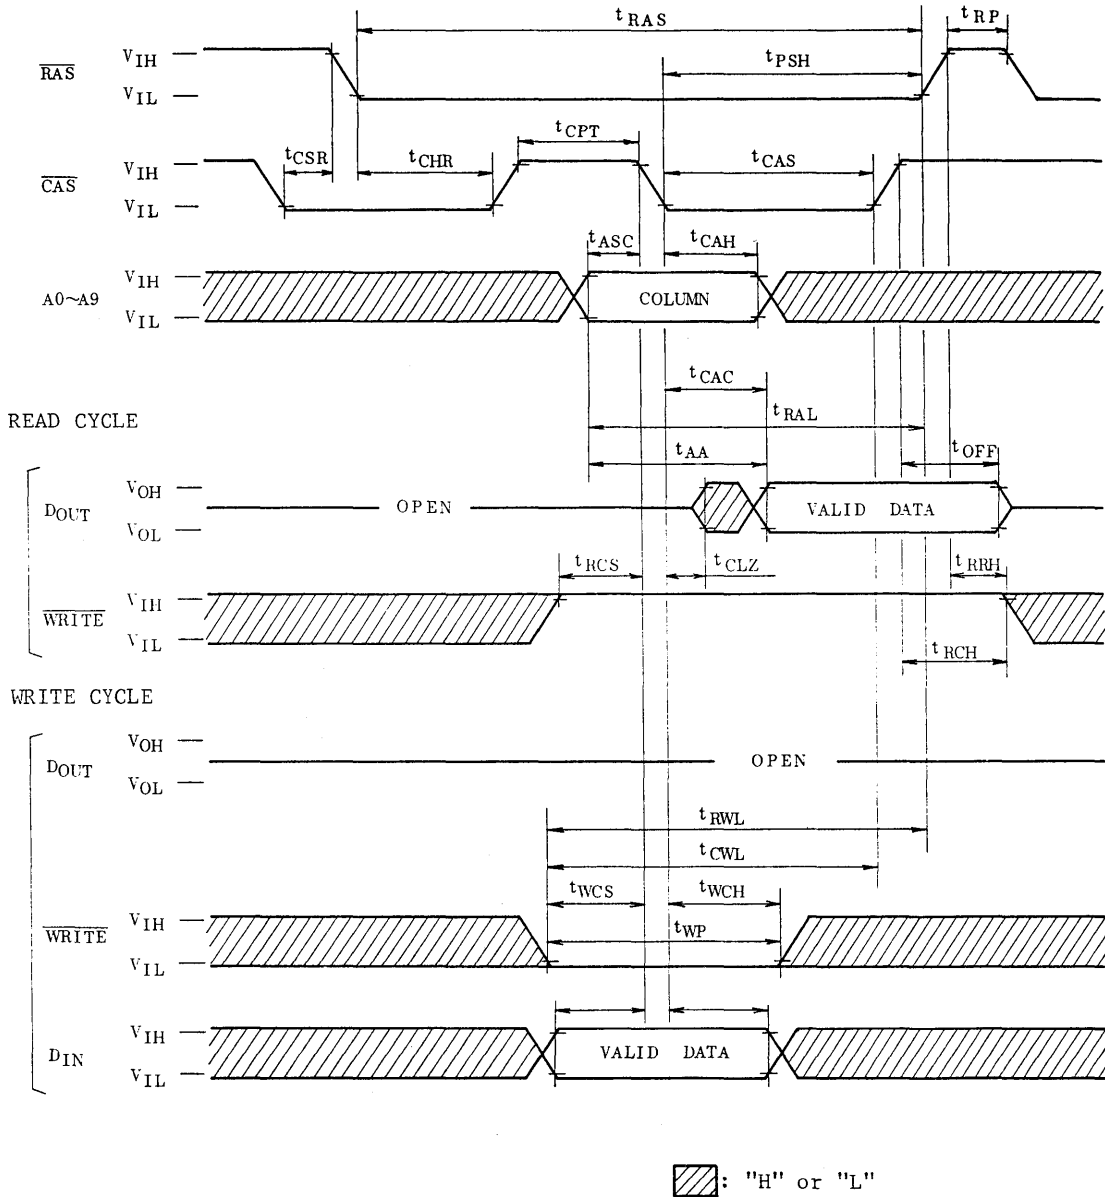 tRAS
tRP
RAS
VIH
VIL
tPSH
tCPT
tCSR
tCHR
tCAS
CAS
VIH
VIL
tASC
tCAH
A0~A9
VIH
VIL
COLUMN
tCAC
READ CYCLE
tRAL
tAA
tOFF
DOUT
VOH
VOL
OPEN
VALID DATA
tRCS
tCLZ
tRRH
WRITE
VIH
VIL
tRCH
WRITE CYCLE
DOUT
VOH
VOL
OPEN
tRWL
tCWL
tWCS
tWCH
WRITE
VIH
VIL
tWP
DIN
VIH
VIL
VALID DATA
: "H" or "L"